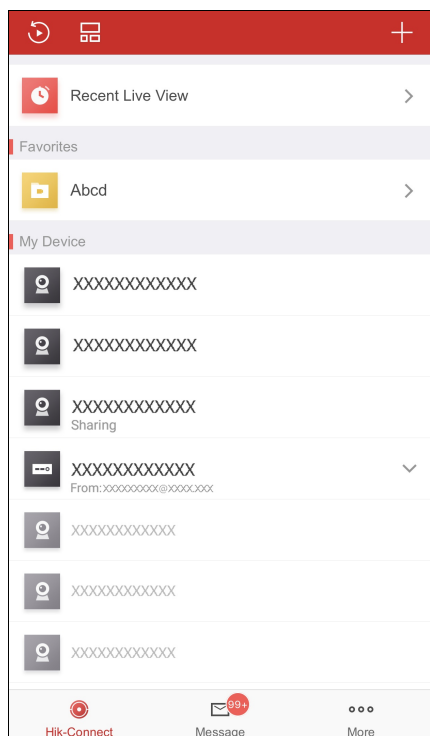 Recent Live View
Favorites
Abcd
My Device
XXXXXXXXXXXX
XXXXXXXXXXXX
XXXXXXXXXXXX
Sharing
XXXXXXXXXXXX
From:XXXXXXXXX@XXXX.XXX
XXXXXXXXXXXX
XXXXXXXXXXXX
XXXXXXXXXXXX
99+
Hik-Connect Message More